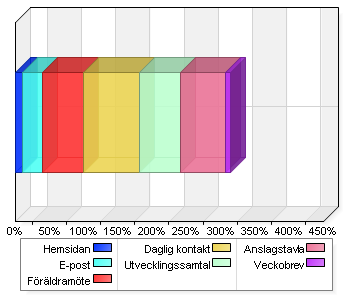 0% 50% 100% 150% 200% 250% 300% 350% 400% 450%
Hemsidan Daglig kontakt Anslagstavla
E-post Utvecklingssamtal Veckobrev
Föräldramöte